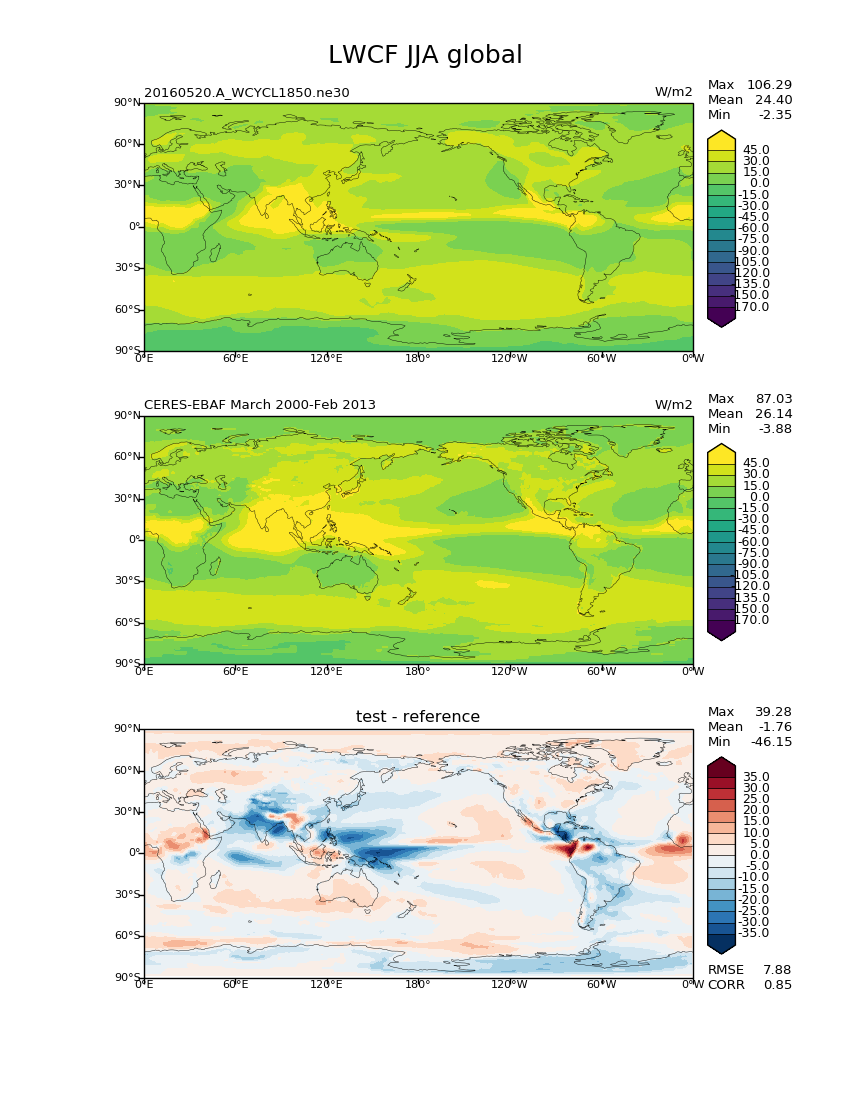 LWCF JJA global
20160520.A_WCYCL1850.ne30 W/m2
Max 106.29
Mean 24.40
Min -2.35
90°N
60°N
30°N
0°
30°S
60°S
90°S
0°E 60°E 120°E 180° 120°W 60°W 0°W
45.0
30.0
15.0
0.0
-15.0
-30.0
-45.0
-60.0
-75.0
-90.0
-105.0
-120.0
-135.0
-150.0
-170.0
CERES-EBAF March 2000-Feb 2013 W/m2
Max 87.03
Mean 26.14
Min -3.88
90°N
60°N
30°N
0°
30°S
60°S
90°S
0°E 60°E 120°E 180° 120°W 60°W 0°W
45.0
30.0
15.0
0.0
-15.0
-30.0
-45.0
-60.0
-75.0
-90.0
-105.0
-120.0
-135.0
-150.0
-170.0
test - reference
Max 39.28
Mean -1.76
Min -46.15
90°N
60°N
30°N
0°
30°S
60°S
90°S
0°E 60°E 120°E 180° 120°W 60°W 0°W
35.0
30.0
25.0
20.0
15.0
10.0
5.0
0.0
-5.0
-10.0
-15.0
-20.0
-25.0
-30.0
-35.0
RMSE 7.88
CORR 0.85